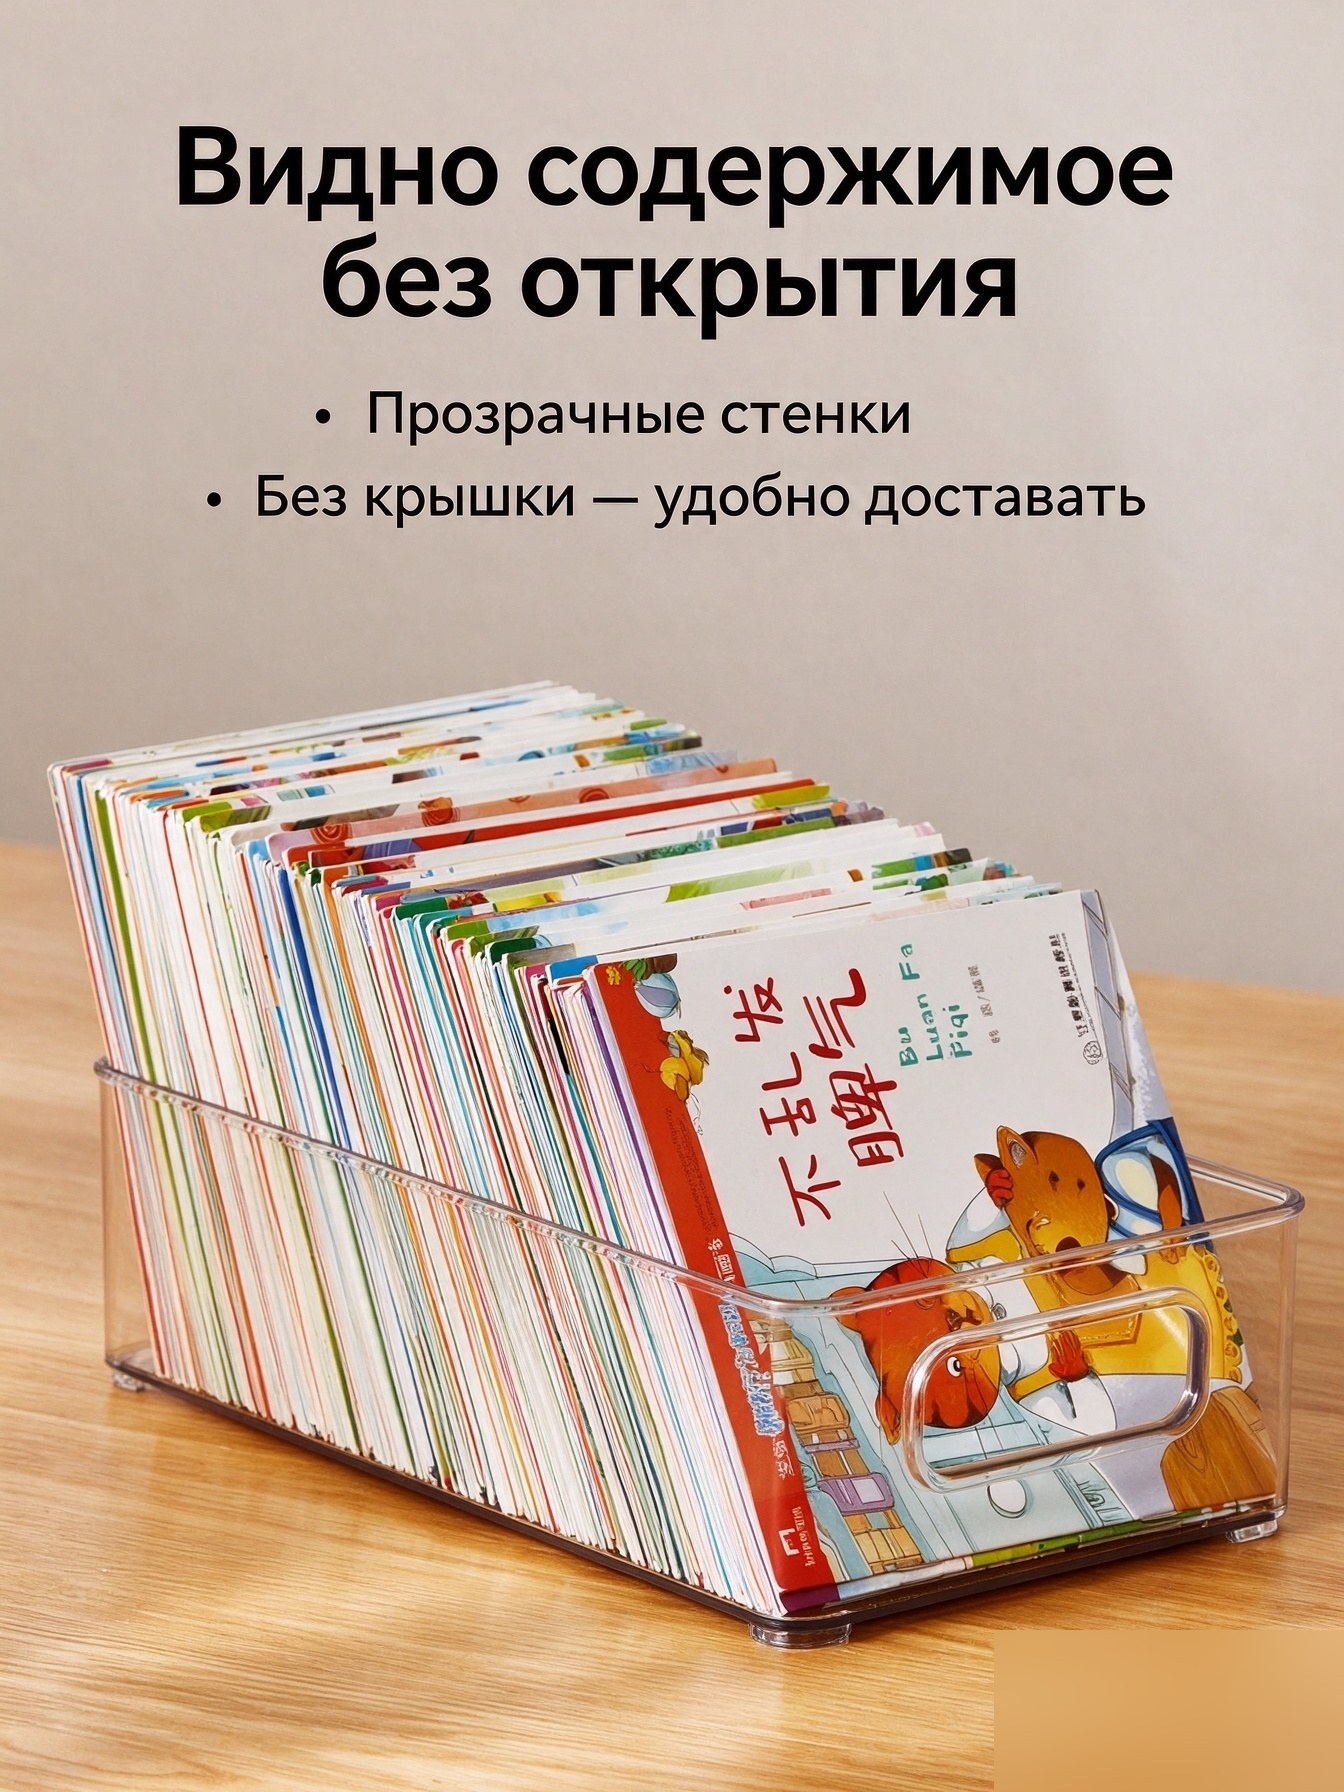 Видно содержимое
без открытия
• Прозрачные стенки
• Без крышки — удобно доставать
不乱发
脾气
Bu
Luan Fa
Piqi